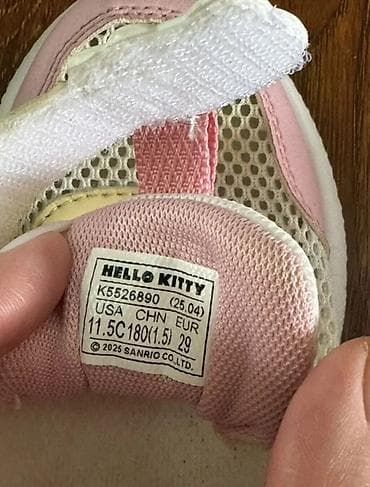 HELLO KITTY
K5526890 (25.04)
USA CHN EUR
11.5C 180(1.5) 29
© 2025 SANRIO CO.,LTD.